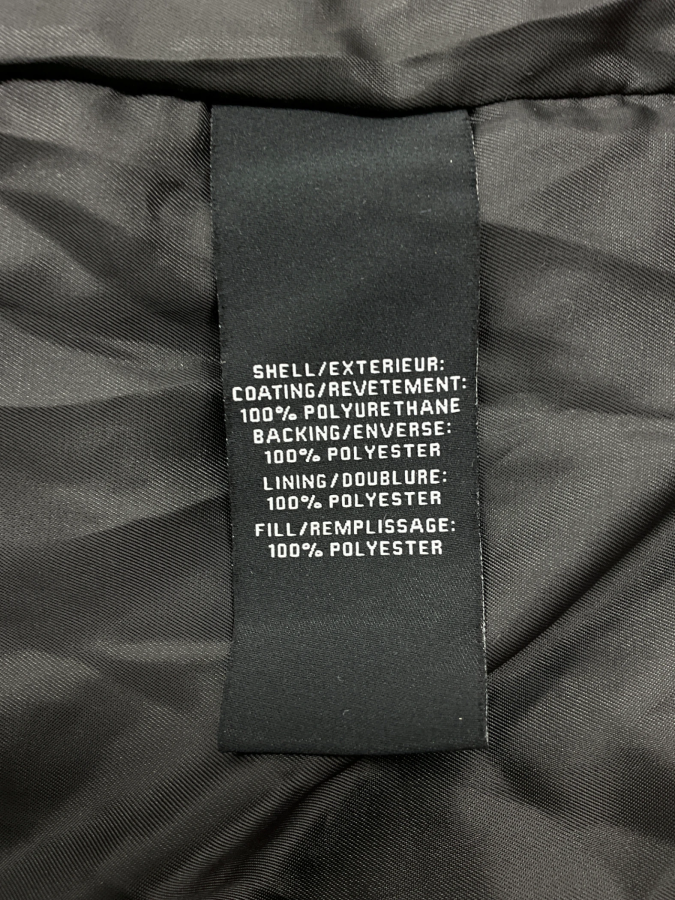 SHELL/EXTERIEUR:
COATING/REVETEMENT:
100% POLYURETHANE
BACKING/ENVERSE:
100% POLYESTER
LINING/DOUBLURE:
100% POLYESTER
FILL/REMPLISSAGE:
100% POLYESTER